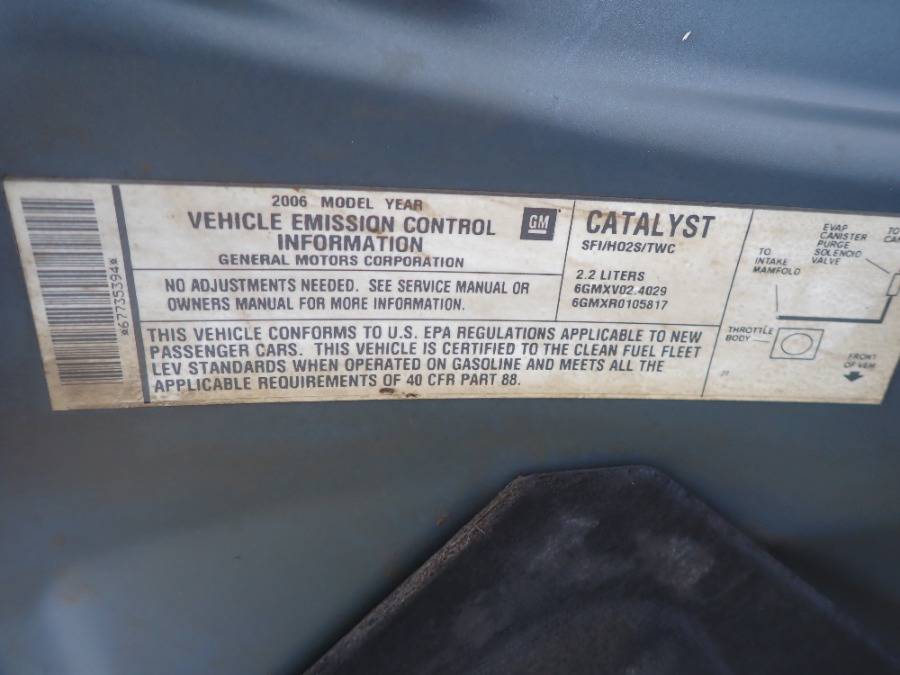 *67735394*
2006 MODEL YEAR
VEHICLE EMISSION CONTROL
INFORMATION
GENERAL MOTORS CORPORATION
GM
NO ADJUSTMENTS NEEDED. SEE SERVICE MANUAL OR
OWNERS MANUAL FOR MORE INFORMATION.
THIS VEHICLE CONFORMS TO U.S. EPA REGULATIONS APPLICABLE TO NEW
PASSENGER CARS. THIS VEHICLE IS CERTIFIED TO THE CLEAN FUEL FLEET
LEV STANDARDS WHEN OPERATED ON GASOLINE AND MEETS ALL THE
APPLICABLE REQUIREMENTS OF 40 CFR PART 88.
CATALYST
SFI/HO2S/TWC
2.2 LITERS
6GMXV02.4029
6GMXR0105817
EVAP
CANISTER
PURGE
SOLENOID
VALVE
TO
TO
INTAKE
MANIFOLD
THROTTLE
BODY
FRONT
OF VEH